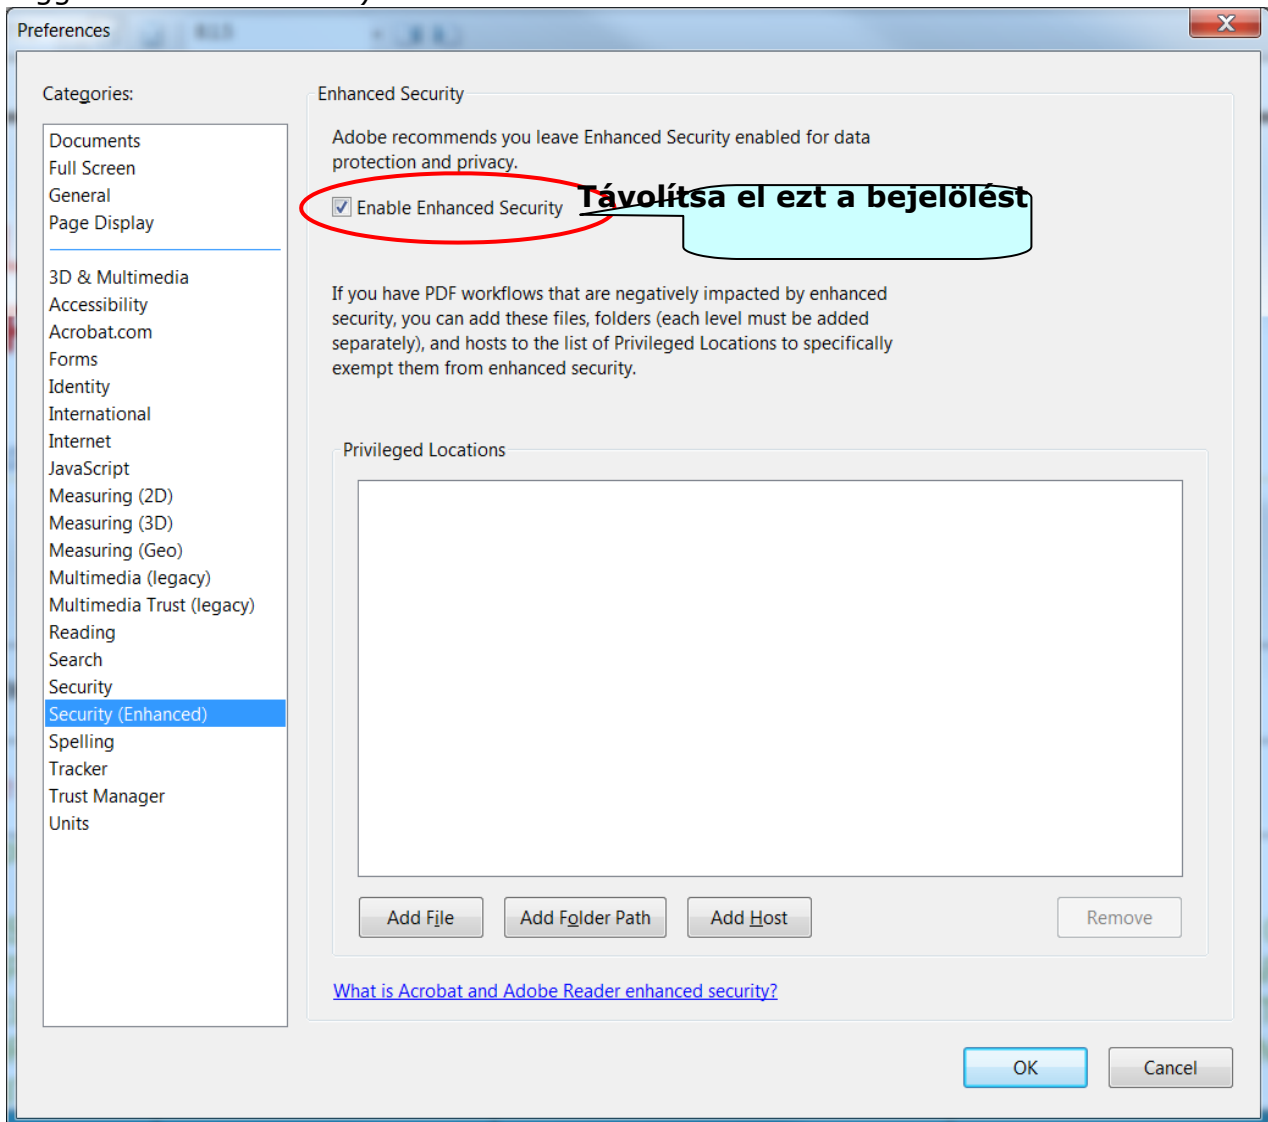 Preferences
Categories:
Documents
Full Screen
General
Page Display
3D & Multimedia
Accessibility
Acrobat.com
Forms
Identity
International
Internet
JavaScript
Measuring (2D)
Measuring (3D)
Measuring (Geo)
Multimedia (legacy)
Multimedia Trust (legacy)
Reading
Search
Security
Security (Enhanced)
Spelling
Tracker
Trust Manager
Units
Enhanced Security
Adobe recommends you leave Enhanced Security enabled for data
protection and privacy.
Enable Enhanced Security
Távolítsa el ezt a bejelölést
If you have PDF workflows that are negatively impacted by enhanced
security, you can add these files, folders (each level must be added
separately), and hosts to the list of Privileged Locations to specifically
exempt them from enhanced security.
Privileged Locations
Add File
Add Folder Path
Add Host
Remove
What is Acrobat and Adobe Reader enhanced security?
OK
Cancel